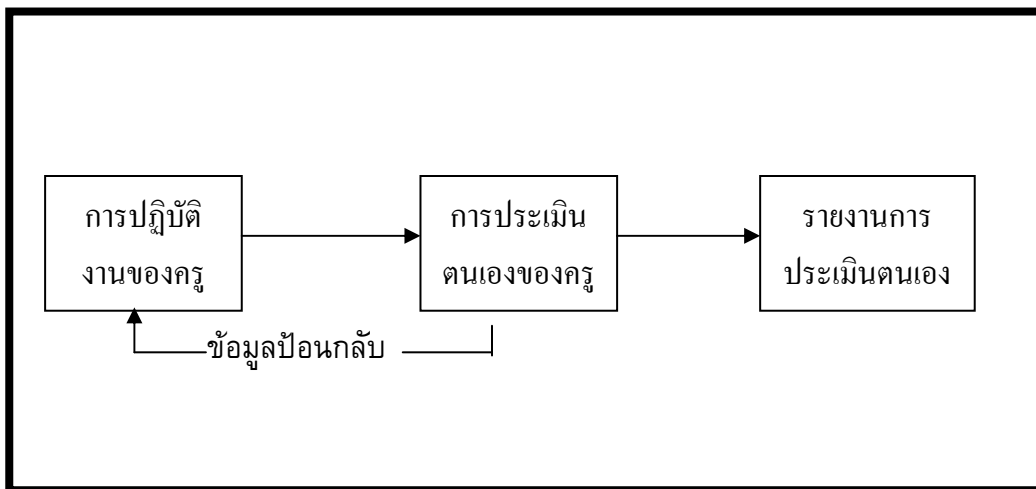 การปฏิบัติ
งานของครู
การประเมิน
ตนเองของครู
รายงานการ
ประเมินตนเอง
ข้อมูลป้อนกลับ